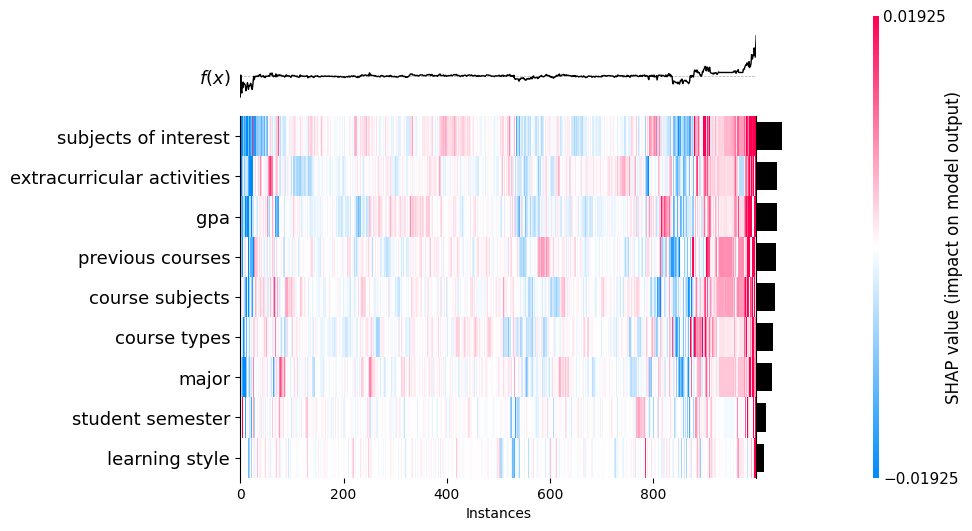 0.01925
f(x)
subjects of interest
extracurricular activities
gpa
previous courses
course subjects
course types
major
student semester
learning style
−0.01925
0 200 400 600 800
Instances
SHAP value (impact on model output)